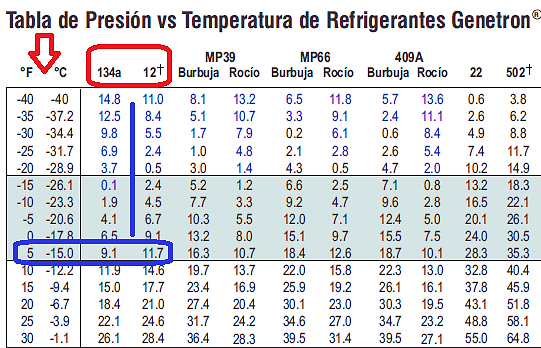 Tabla de Presión vs Temperatura de Refrigerantes Genetron®
MP39 MP66 409A
°F °C 134a 12† Burbuja Rocío Burbuja Rocío Burbuja Rocío 22 502†
-40 -40 14.8 11.0 8.1 13.2 6.5 11.8 5.7 13.6 0.6 3.8
-35 -37.2 12.5 8.4 5.1 10.7 3.3 9.1 2.4 11.1 2.6 6.2
-30 -34.4 9.8 5.5 1.7 7.9 0.2 6.1 0.6 8.4 4.9 8.8
-25 -31.7 6.9 2.4 1.0 4.8 2.1 2.8 2.6 5.4 7.4 11.7
-20 -28.9 3.7 0.5 3.0 1.4 4.3 0.5 4.7 2.0 10.2 14.9
-15 -26.1 0.1 2.4 5.2 1.2 6.6 2.5 7.1 0.8 13.2 18.3
-10 -23.3 1.9 4.5 7.7 3.3 9.2 4.7 9.6 2.8 16.5 22.1
-5 -20.6 4.1 6.7 10.3 5.5 12.0 7.1 12.4 5.0 20.1 26.1
0 -17.8 6.5 9.1 13.2 8.0 15.1 9.7 15.5 7.5 24.0 30.5
5 -15.0 9.1 11.7 16.3 10.7 18.4 12.6 18.7 10.1 28.3 35.3
10 -12.2 11.9 14.6 19.7 13.7 22.0 15.8 22.3 13.0 32.8 40.4
15 -9.4 15.0 17.7 23.4 16.9 25.9 19.2 26.1 16.1 37.8 45.9
20 -6.7 18.4 21.0 27.4 20.4 30.1 23.0 30.3 19.5 43.1 51.8
25 -3.9 22.1 24.6 31.7 24.2 34.6 27.0 34.7 23.2 48.8 58.1
30 -1.1 26.1 28.4 36.4 28.3 39.5 31.4 39.5 27.1 55.0 64.8